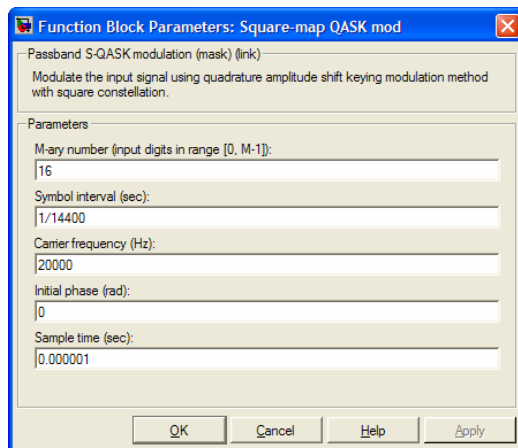 Function Block Parameters: Square-map QASK mod
Passband S-QASK modulation (mask) (link)
Modulate the input signal using quadrature amplitude shift keying modulation method
with square constellation.
Parameters
M-ary number (input digits in range [0, M-1]):
16
Symbol interval (sec):
1/14400
Carrier frequency (Hz):
20000
Initial phase (rad):
0
Sample time (sec):
0.000001
OK Cancel Help Apply